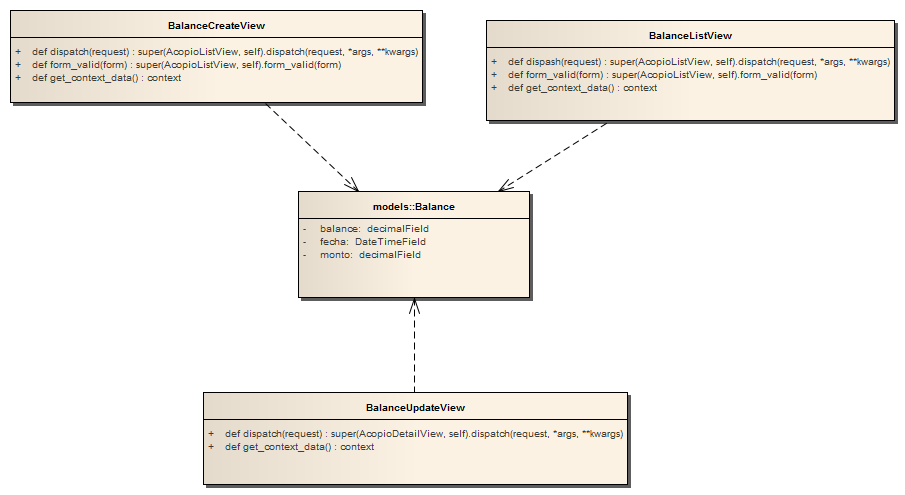 BalanceCreateView
+ def dispatch(request) : super(AcopioListView, self).dispatch(request, *args, **kwargs)
+ def form_valid(form) : super(AcopioListView, self).form_valid(form)
+ def get_context_data() : context
BalanceListView
+ def dispash(request) : super(AcopioListView, self).dispatch(request, *args, **kwargs)
+ def form_valid(form) : super(AcopioListView, self).form_valid(form)
+ def get_context_data() : context
models::Balance
- balance: decimalField
- fecha: DateTimeField
- monto: decimalField
BalanceUpdateView
+ def dispatch(request) : super(AcopioDetailView, self).dispatch(request, *args, **kwargs)
+ def get_context_data() : context